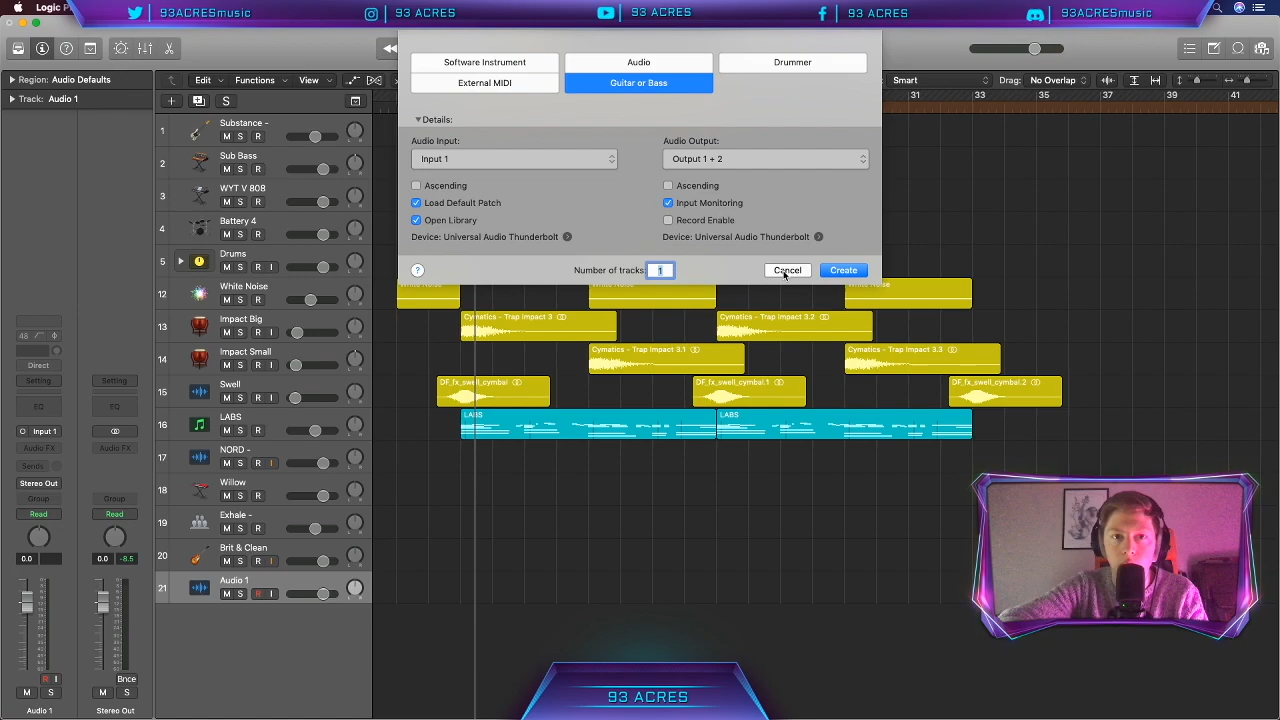 Logic P
93ACRESmusic
93 ACRES
93 ACRES
93 ACRES
93ACRESmusic
Software Instrument
Audio
Drummer
External MIDI
Guitar or Bass
Details:
Audio Input:
Input 1
Ascending
Load Default Patch
Open Library
Device: Universal Audio Thunderbolt
Audio Output:
Output 1 + 2
Ascending
Input Monitoring
Record Enable
Device: Universal Audio Thunderbolt
?
Number of tracks: 1
Cancel
Create
Region: Audio Defaults
Track: Audio 1
Edit
Functions
View
S
Smart
Drag: No Overlap
31 33 35 37 39 41
1 Substance -
M S R
2 Sub Bass
M S R
3 WYT V 808
M S R
4 Battery 4
M S R
5 Drums
M S R I
12 White Noise
M S R
13 Impact Big
M S R
14 Impact Small
M S R
15 Swell
M S R
16 LABS
M S R
17 NORD -
M S R I
18 Willow
M S R
19 Exhale -
M S R
20 Brit & Clean
M S R I
21 Audio 1
M S R I
White Noise
White Noise
White Noise
Cymatics - Trap Impact 3
Cymatics - Trap Impact 3.2
Cymatics - Trap Impact 3.1
Cymatics - Trap Impact 3.3
DF_fx_swell_cymbal
DF_fx_swell_cymbal.1
DF_fx_swell_cymbal.2
LABS
LABS
48
Direct
Setting
EQ
Input 1
Audio FX
Sends
Stereo Out
Group
Read
0.0
R I
M S
Audio 1
Setting
EQ
Audio FX
Group
Read
0.0 -8.5
Bnce
M S
Stereo Out
93 ACRES